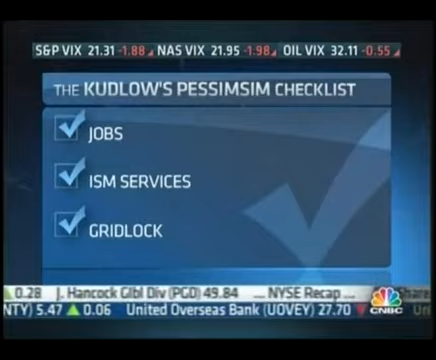 S&P VIX 21.31 -1.88 NAS VIX 21.95 -1.98 OIL VIX 32.11 -0.55
THE KUDLOW'S PESSIMSIM CHECKLIST
JOBS
ISM SERVICES
GRIDLOCK
0.28 J. Hancock Glbl Div (PGD) 49.84 ... NYSE Recap ... Share
NTY) 5.47 0.06 United Overseas Bank (UOVEY) 27.70
CNBC